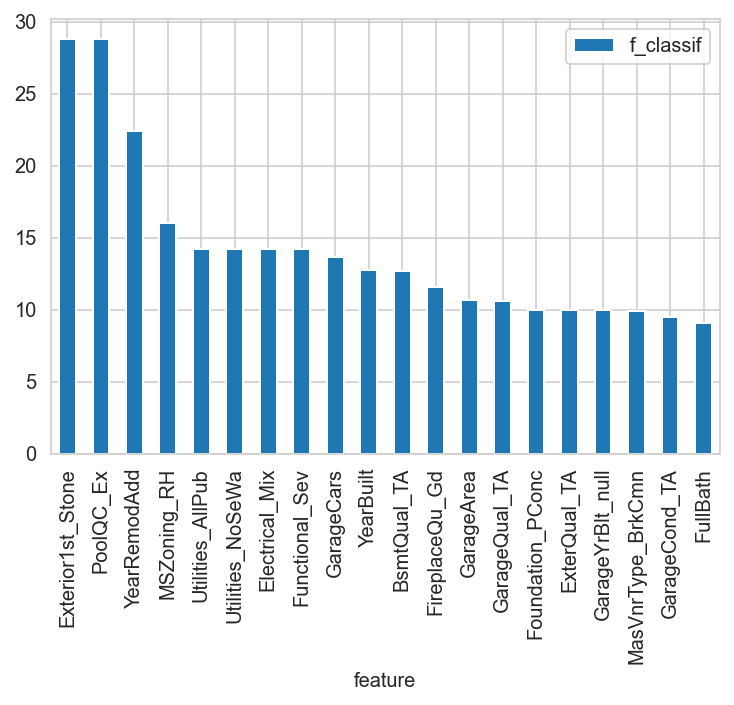 30
25
20
15
10
5
0
f_classif
Exterior1st_Stone
PoolQC_Ex
YearRemodAdd
MSZoning_RH
Utilities_AllPub
Utilities_NoSeWa
Electrical_Mix
Functional_Sev
GarageCars
YearBuilt
BsmtQual_TA
FireplaceQu_Gd
GarageArea
GarageQual_TA
Foundation_PConc
ExterQual_TA
GarageYrBlt_null
MasVnrType_BrkCmn
GarageCond_TA
FullBath
feature